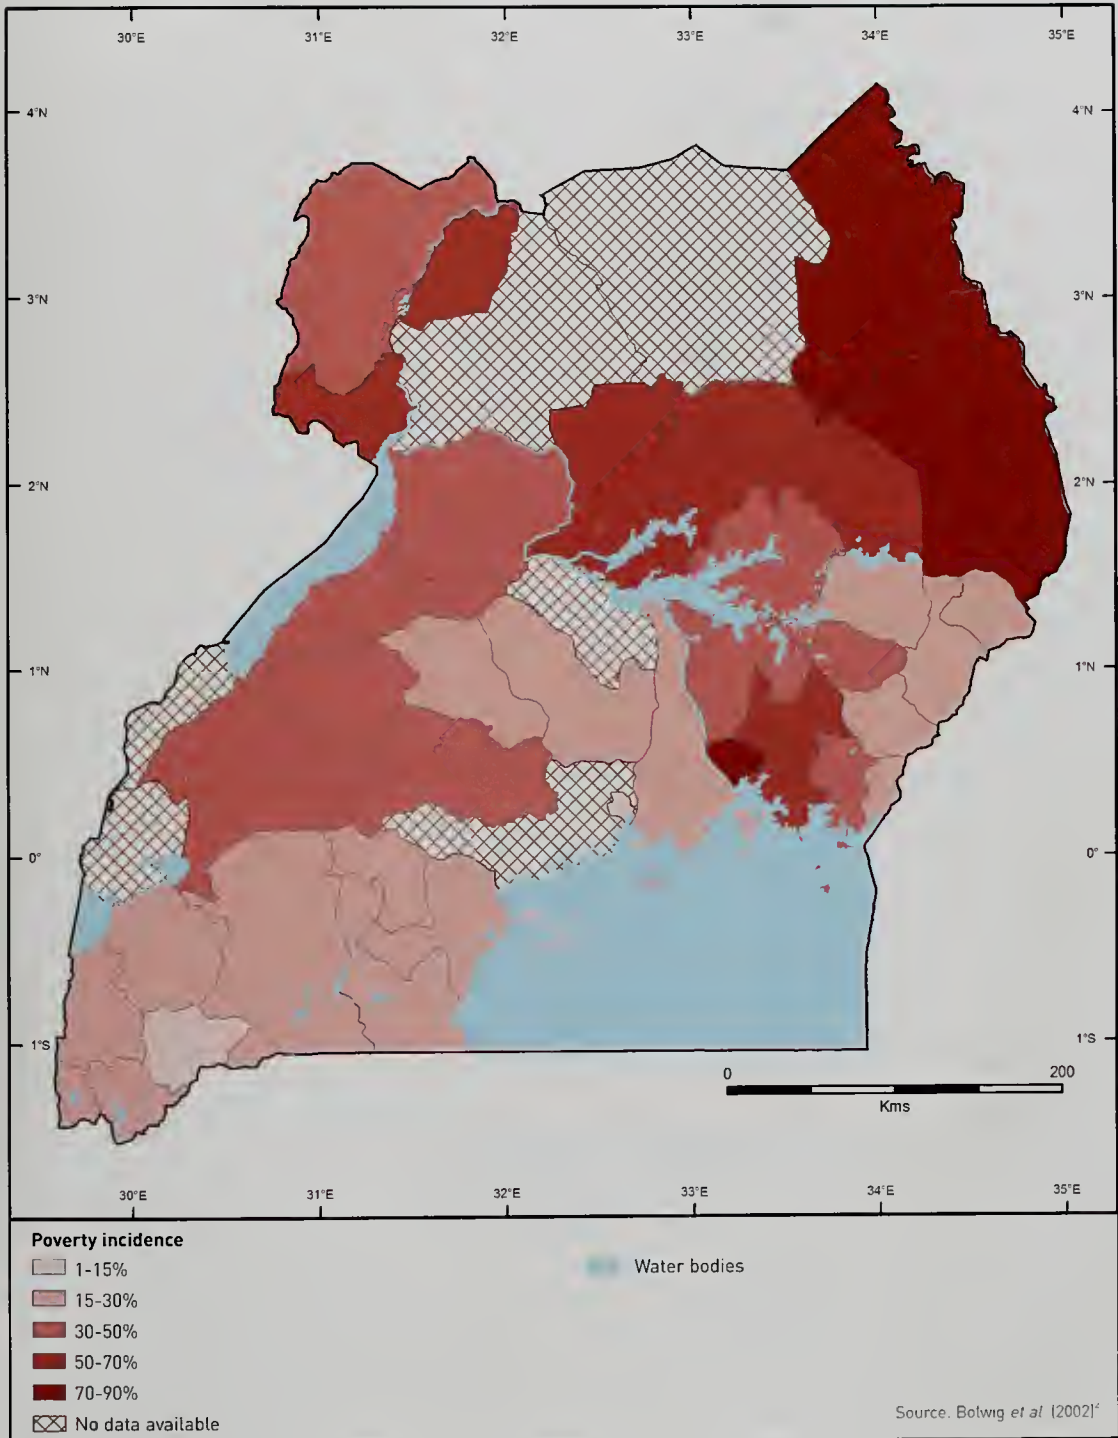 30°E 31°E 32°E 33°E 34°E 35°E
4°N 4°N
3°N 3°N
2°N 2°N
1°N 1°N
0° 0°
1°S 1°S
0 200
Kms
30°E 31°E 32°E 33°E 34°E 35°E
Poverty incidence
1-15%
Water bodies
15-30%
30-50%
50-70%
70-90%
No data available
Source. Bolwig et al (2002)²